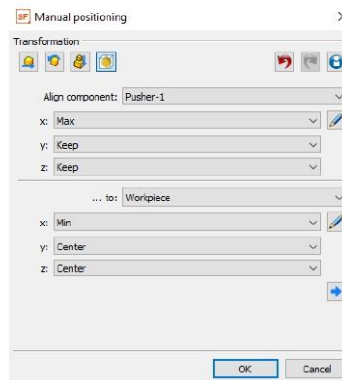 SF Manual positioning
Transformation
Align component: Pusher-1
x: Max
y: Keep
z: Keep
... to: Workpiece
x: Min
y: Center
z: Center
OK Cancel